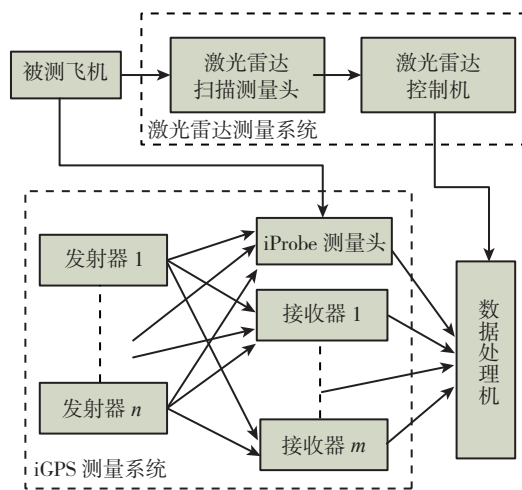 被测飞机
激光雷达
扫描测量头
激光雷达
控制机
激光雷达测量系统
iProbe 测量头
发射器 1
接收器 1
数据处理机
发射器 n
接收器 m
iGPS 测量系统